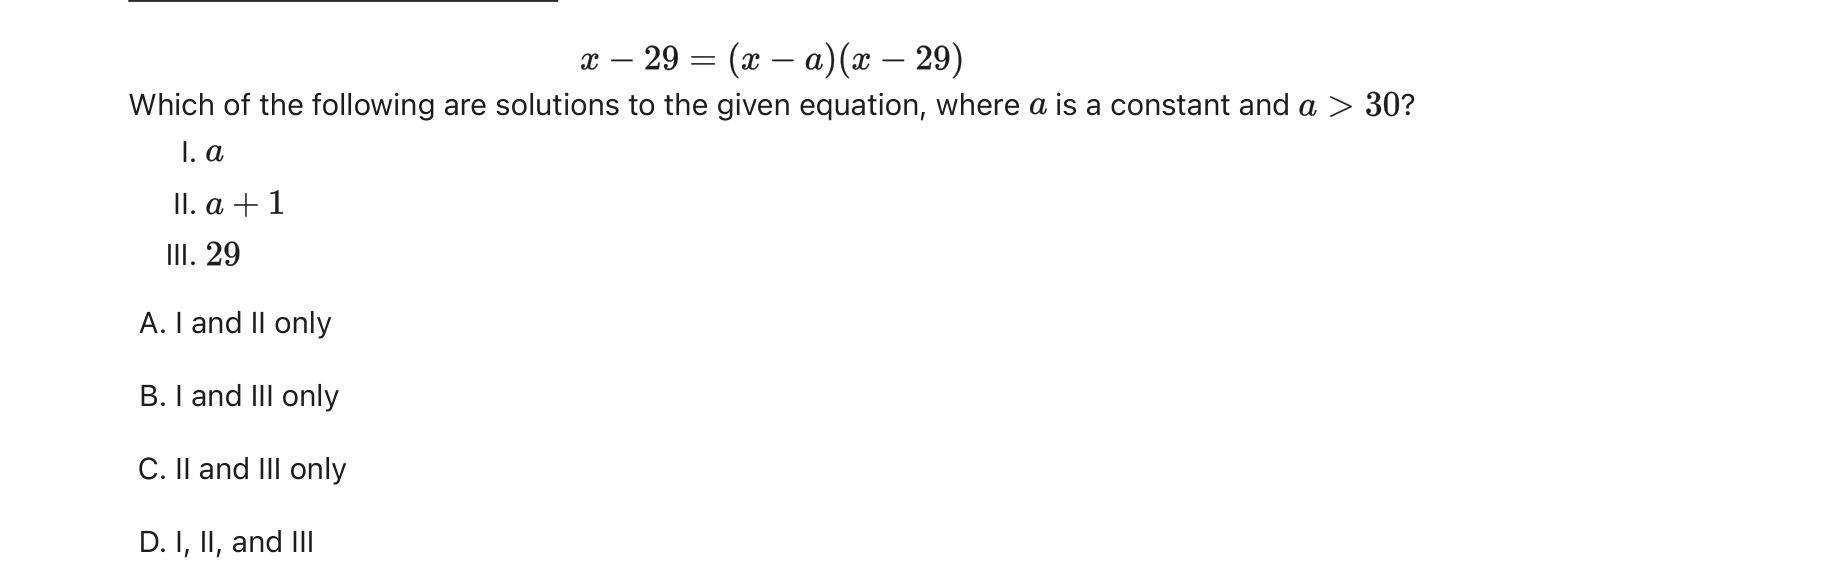 x − 29 = (x − a)(x − 29)
Which of the following are solutions to the given equation, where a is a constant and a > 30?
I. a
II. a + 1
III. 29
A. I and II only
B. I and III only
C. II and III only
D. I, II, and III